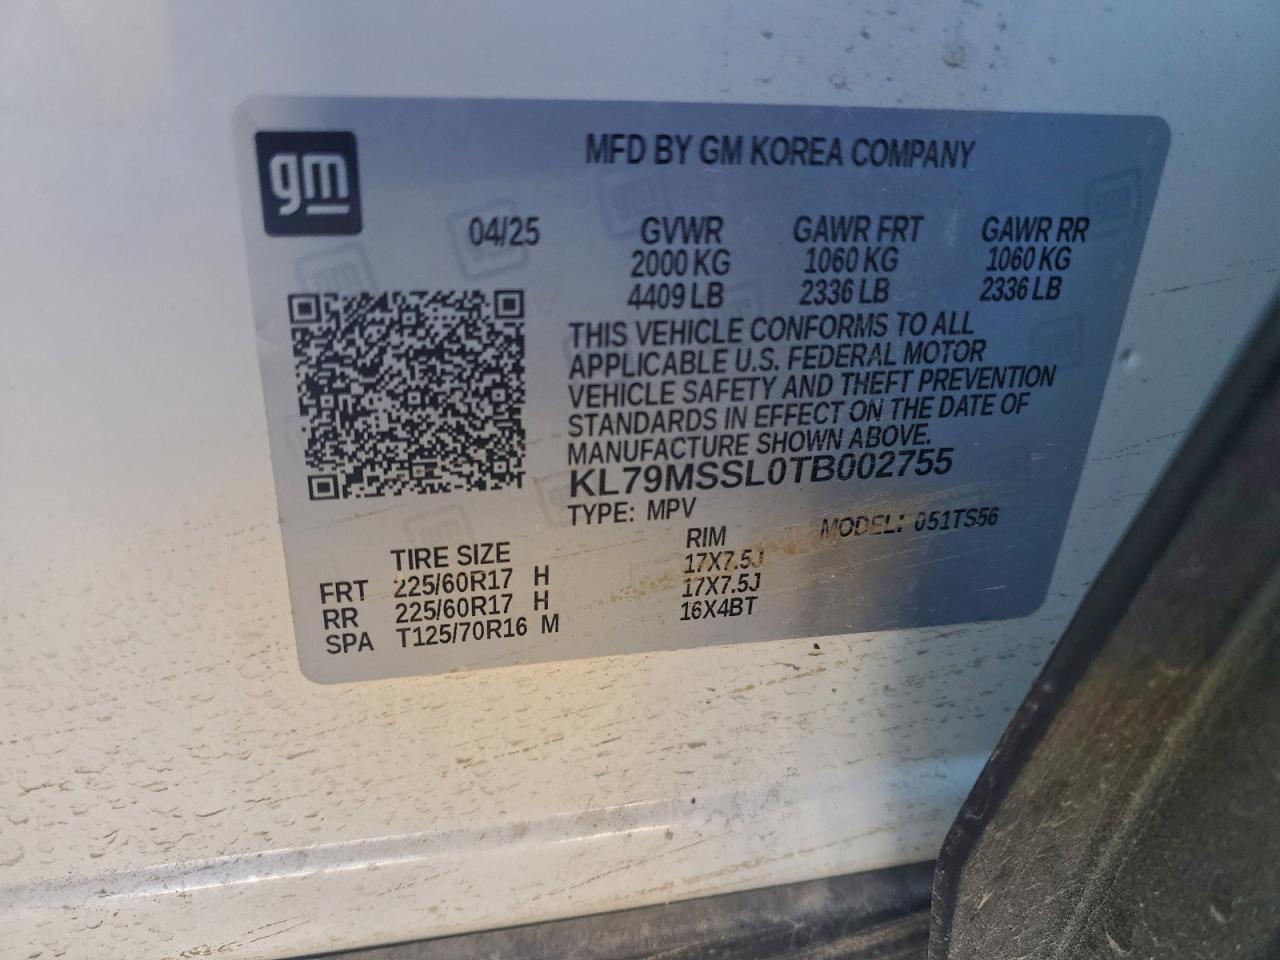 gm
MFD BY GM KOREA COMPANY
04/25 GVWR GAWR FRT GAWR RR
2000 KG 1060 KG 1060 KG
4409 LB 2336 LB 2336 LB
THIS VEHICLE CONFORMS TO ALL
APPLICABLE U.S. FEDERAL MOTOR
VEHICLE SAFETY AND THEFT PREVENTION
STANDARDS IN EFFECT ON THE DATE OF
MANUFACTURE SHOWN ABOVE.
KL79MSSL0TB002755
TYPE: MPV MODEL: 051TS56
TIRE SIZE RIM
FRT 225/60R17 H 17X7.5J
RR 225/60R17 H 17X7.5J
SPA T125/70R16 M 16X4BT